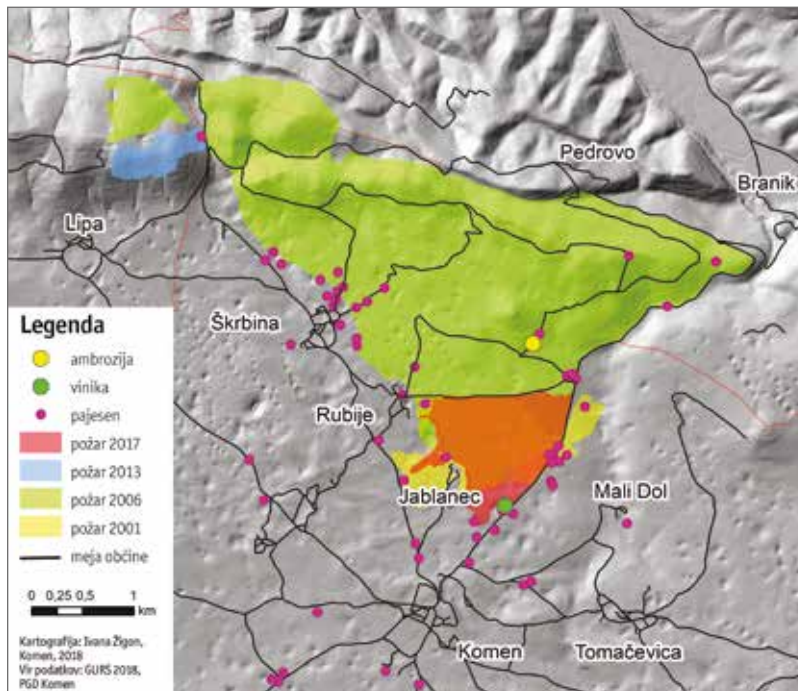 Pedrovo
Branik
Lipa
Škrbina
Rubije
Jablanec
Mali Dol
Komen
Tomačevica
Legenda
ambrozija
vinika
pajesen
požar 2017
požar 2013
požar 2006
požar 2001
meja občine
0 0,25 0,5 1
km
Kartografija: Ivana Žigon,
Komen, 2018
Vir podatkov: GURS 2018,
PGD Komen